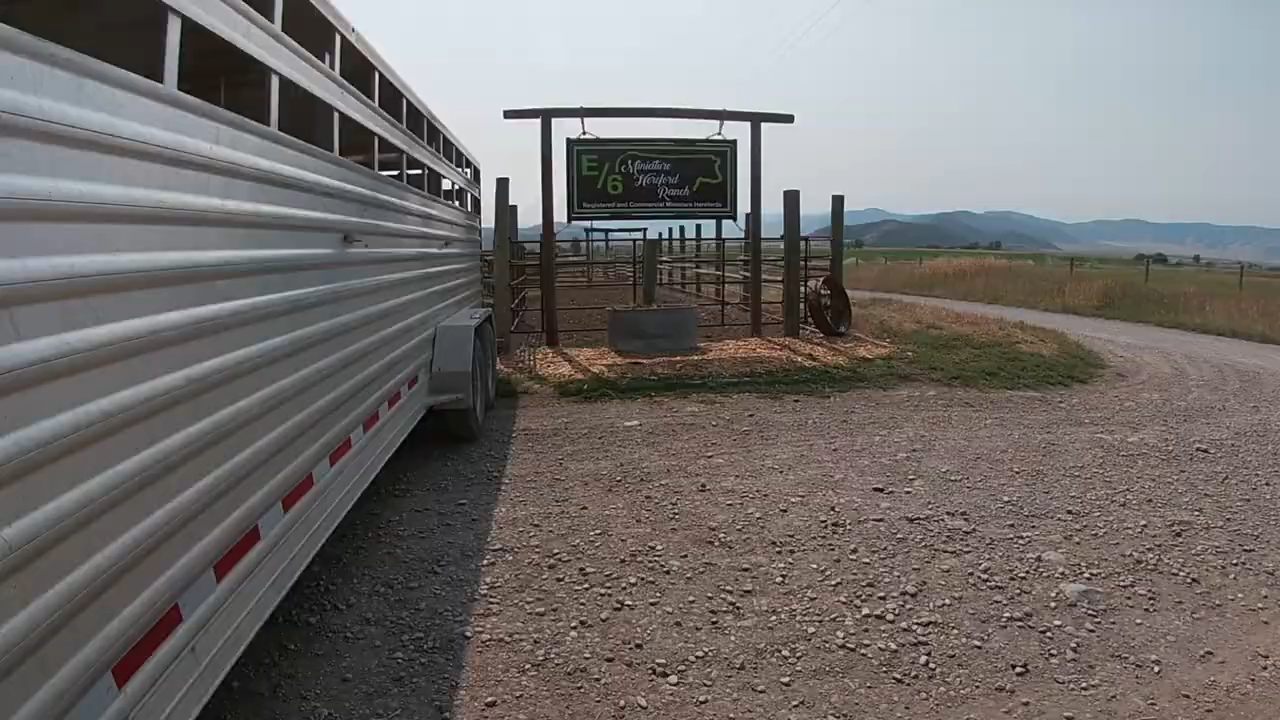 E/6
Miniature
Hereford
Ranch
Registered and Commercial Miniature Herefords